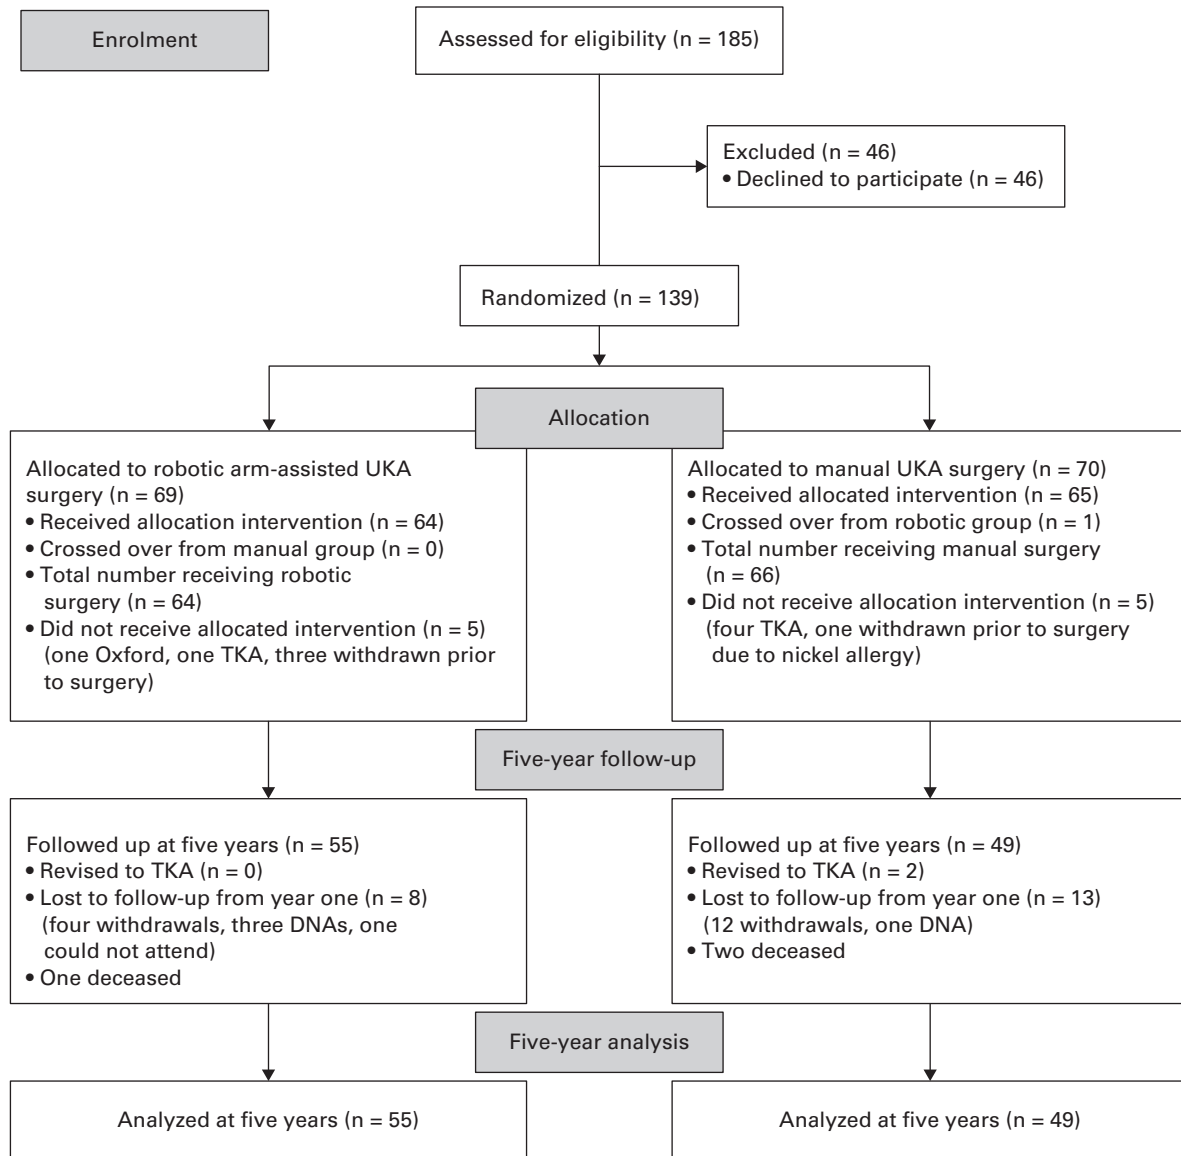 Enrolment
Assessed for eligibility (n = 185)
Excluded (n = 46)
• Declined to participate (n = 46)
Randomized (n = 139)
Allocation
Allocated to robotic arm-assisted UKA
surgery (n = 69)
• Received allocation intervention (n = 64)
• Crossed over from manual group (n = 0)
• Total number receiving robotic
surgery (n = 64)
• Did not receive allocated intervention (n = 5)
(one Oxford, one TKA, three withdrawn prior
to surgery)
Allocated to manual UKA surgery (n = 70)
• Received allocated intervention (n = 65)
• Crossed over from robotic group (n = 1)
• Total number receiving manual surgery
(n = 66)
• Did not receive allocation intervention (n = 5)
(four TKA, one withdrawn prior to surgery
due to nickel allergy)
Five-year follow-up
Followed up at five years (n = 55)
• Revised to TKA (n = 0)
• Lost to follow-up from year one (n = 8)
(four withdrawals, three DNAs, one
could not attend)
• One deceased
Followed up at five years (n = 49)
• Revised to TKA (n = 2)
• Lost to follow-up from year one (n = 13)
(12 withdrawals, one DNA)
• Two deceased
Five-year analysis
Analyzed at five years (n = 55)
Analyzed at five years (n = 49)